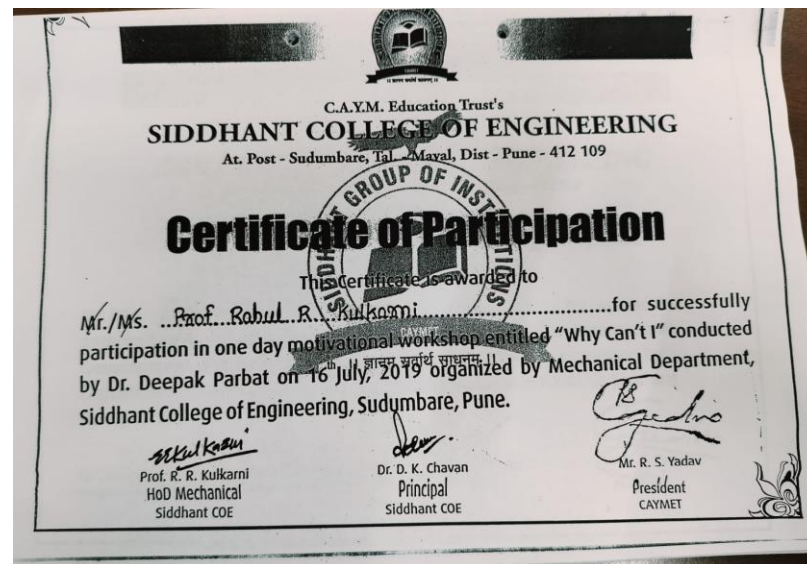 C.A.Y.M. Education Trust's
SIDDHANT COLLEGE OF ENGINEERING
At. Post - Sudumbare, Tal. - Maval, Dist - Pune - 412 109
SIDDHANT GROUP OF INSTITUTIONS
Certificate of Participation
This Certificate is awarded to
Mr./Ms. Prof Rahul R. Kulkarni for successfully
participation in one day motivational workshop entitled "Why Can't I" conducted
CAYMET
by Dr. Deepak Parbat on 16th July, 2019 organized by Mechanical Department,
Siddhant College of Engineering, Sudumbare, Pune.
Prof. R. R. Kulkarni
HoD Mechanical
Siddhant COE
Dr. D. K. Chavan
Principal
Siddhant COE
Mr. R. S. Yadav
President
CAYMET